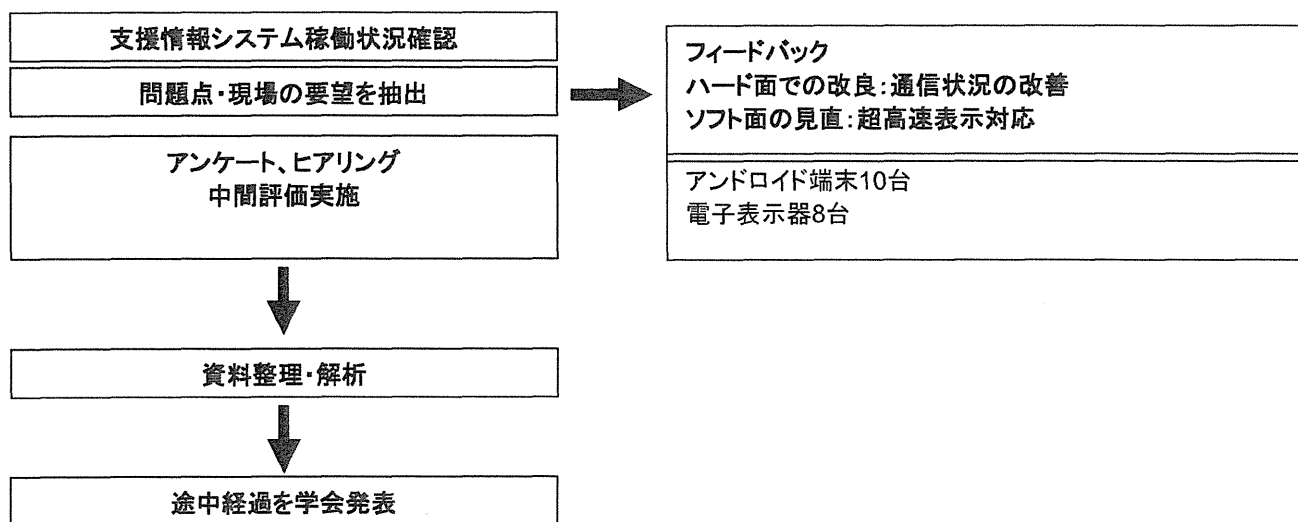 支援情報システム稼働状況確認
問題点・現場の要望を抽出
アンケート、ヒアリング
中間評価実施
フィードバック
ハード面での改良:通信状況の改善
ソフト面の見直:超高速表示対応
アンドロイド端末10台
電子表示器8台
資料整理・解析
途中経過を学会発表